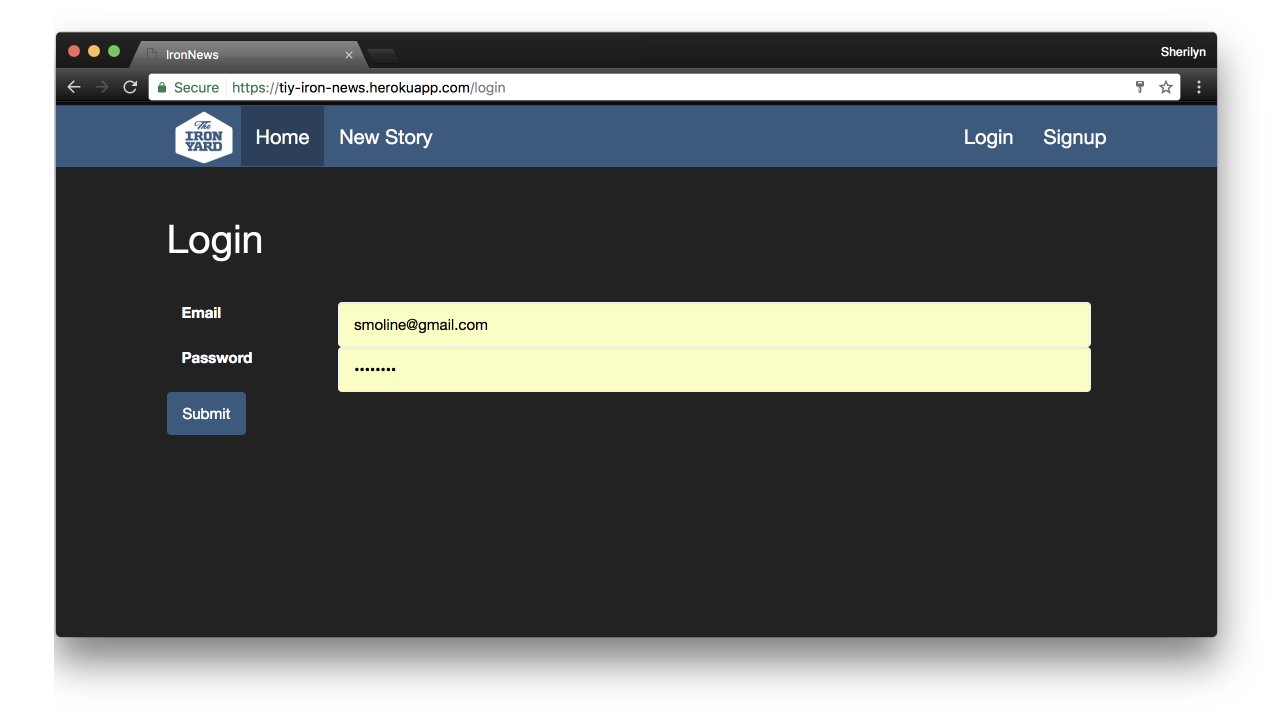 IronNews
Sherilyn
Secure https://tiy-iron-news.herokuapp.com/login
The
IRON
YARD
Home New Story Login Signup
Login
Email smoline@gmail.com
Password ••••••••
Submit